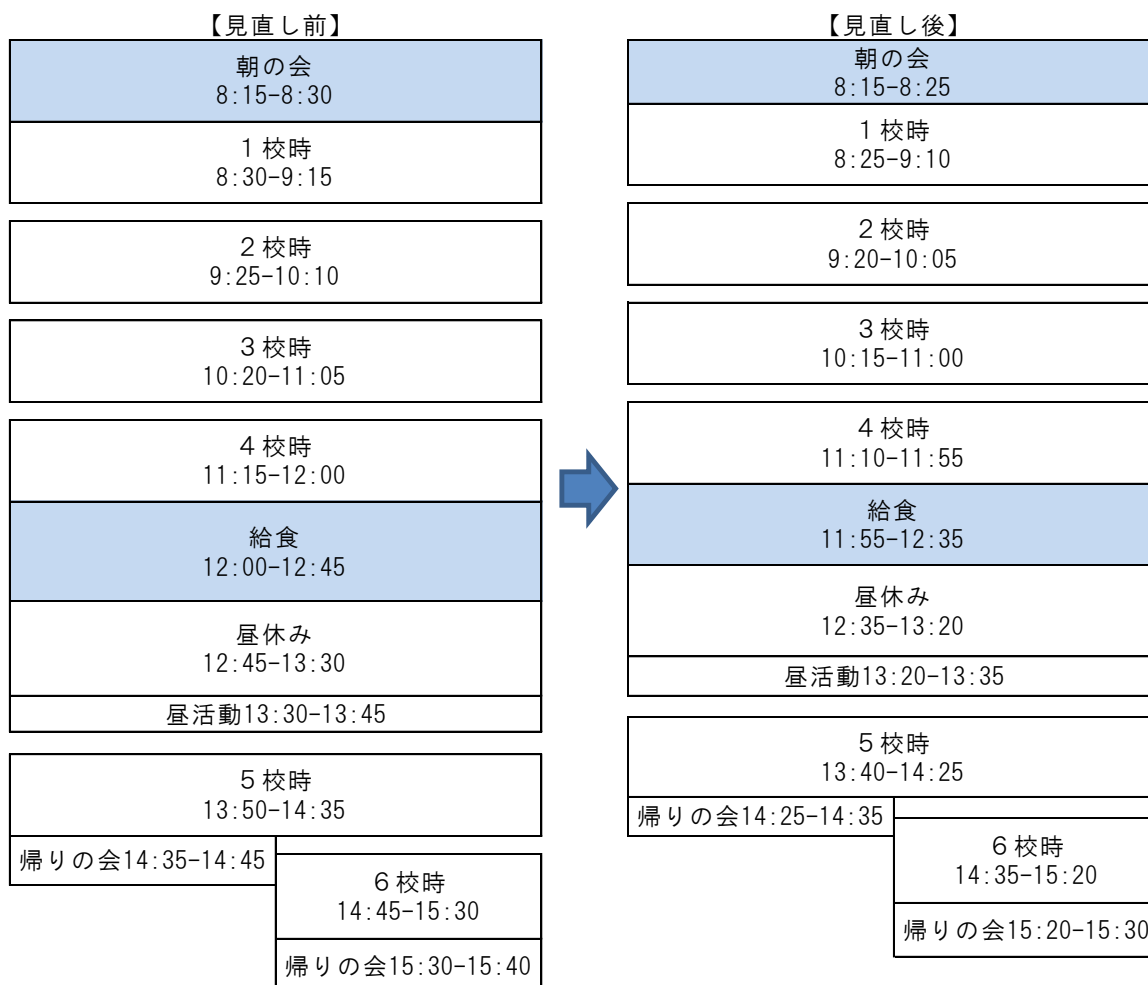 【見直し前】
朝の会
8:15-8:30
1校時
8:30-9:15
2校時
9:25-10:10
3校時
10:20-11:05
4校時
11:15-12:00
給食
12:00-12:45
昼休み
12:45-13:30
昼活動13:30-13:45
5校時
13:50-14:35
帰りの会14:35-14:45
6校時
14:45-15:30
帰りの会15:30-15:40
【見直し後】
朝の会
8:15-8:25
1校時
8:25-9:10
2校時
9:20-10:05
3校時
10:15-11:00
4校時
11:10-11:55
給食
11:55-12:35
昼休み
12:35-13:20
昼活動13:20-13:35
5校時
13:40-14:25
帰りの会14:25-14:35
6校時
14:35-15:20
帰りの会15:20-15:30